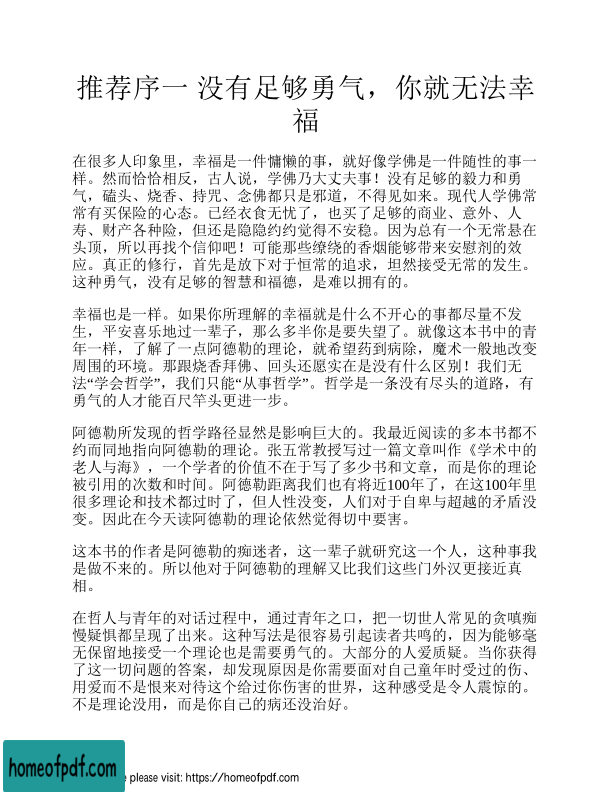 推荐序一 没有足够勇气，你就无法幸
福
在很多人印象里，幸福是一件慵懒的事，就好像学佛是一件随性的事一
样。然而恰恰相反，古人说，学佛乃大丈夫事！没有足够的毅力和勇
气，磕头、烧香、持咒、念佛都只是邪道，不得见如来。现代人学佛常
常有买保险的心态。已经衣食无忧了，也买了足够的商业、意外、人
寿、财产各种险，但还是隐隐约约觉得不安稳。因为总有一个无常悬在
头顶，所以再找个信仰吧！可能那些缭绕的香烟能够带来安慰剂的效
应。真正的修行，首先是放下对于恒常的追求，坦然接受无常的发生。
这种勇气，没有足够的智慧和福德，是难以拥有的。
幸福也是一样。如果你所理解的幸福就是什么不开心的事都尽量不发
生，平安喜乐地过一辈子，那么多半你是要失望了。就像这本书中的青
年一样，了解了一点阿德勒的理论，就希望药到病除，魔术一般地改变
周围的环境。那跟烧香拜佛、回头还愿实在是没有什么区别！我们无
法“学会哲学”，我们只能“从事哲学”。哲学是一条没有尽头的道路，有
勇气的人才能百尺竿头更进一步。
阿德勒所发现的哲学路径显然是影响巨大的。我最近阅读的多本书都不
约而同地指向阿德勒的理论。张五常教授写过一篇文章叫作《学术中的
老人与海》，一个学者的价值不在于写了多少书和文章，而是你的理论
被引用的次数和时间。阿德勒距离我们也有将近100年了，在这100年里
很多理论和技术都过时了，但人性没变，人们对于自卑与超越的矛盾没
变。因此在今天读阿德勒的理论依然觉得切中要害。
这本书的作者是阿德勒的痴迷者，这一辈子就研究这一个人，这种事我
是做不来的。所以他对于阿德勒的理解又比我们这些门外汉更接近真
相。
在哲人与青年的对话过程中，通过青年之口，把一切世人常见的贪嗔痴
慢疑惧都呈现了出来。这种写法是很容易引起读者共鸣的，因为能够毫
无保留地接受一个理论也是需要勇气的。大部分的人爱质疑。当你获得
了这一切问题的答案，却发现原因是你需要面对自己童年时受过的伤、
用爱而不是恨来对待这个给过你伤害的世界，这种感受是令人震惊的。
不是理论没用，而是你自己的病还没治好。
homeofpdf.com
please visit: https://homeofpdf.com